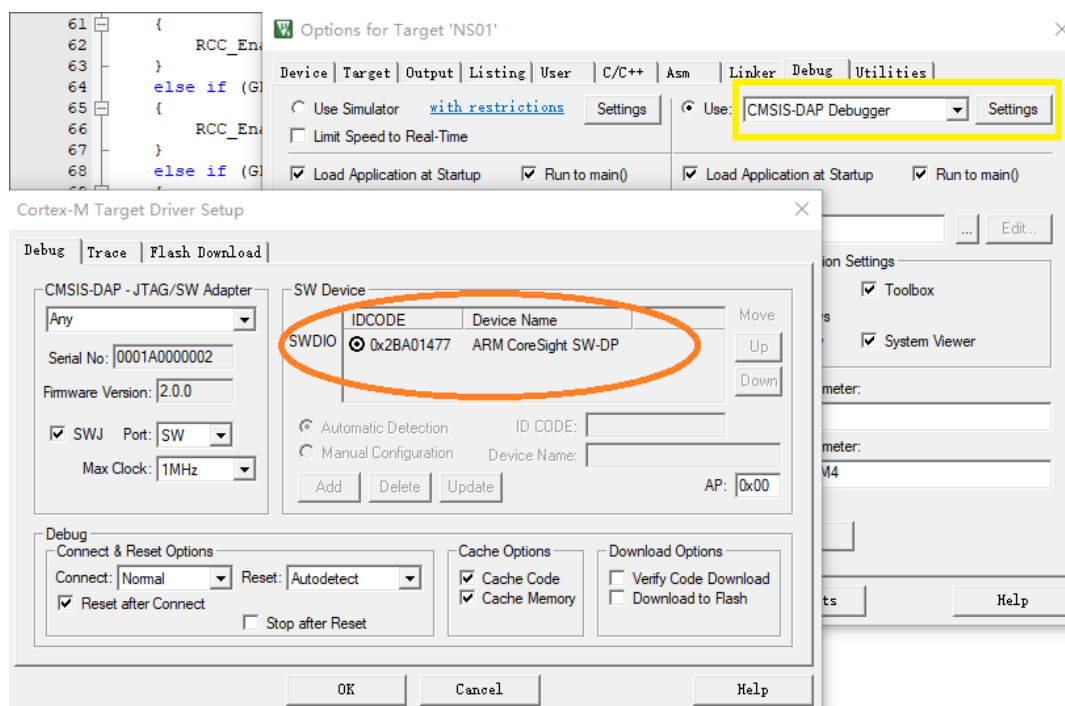 61 {
62 RCC_Ena
63 }
64 else if (GI
65 {
66 RCC_Ena
67 }
68 else if (GI
Options for Target 'NS01'
Device Target Output Listing User C/C++ Asm Linker Debug Utilities
Use Simulator with restrictions Settings
Use: CMSIS-DAP Debugger Settings
Limit Speed to Real-Time
Load Application at Startup Run to main()
Load Application at Startup Run to main()
... Edit...
ion Settings
Toolbox
System Viewer
meter:
meter:
M4
ts Help
Cortex-M Target Driver Setup
Debug Trace Flash Download
CMSIS-DAP - JTAG/SW Adapter
Any
Serial No: 0001A0000002
Firmware Version: 2.0.0
SWJ Port: SW
Max Clock: 1MHz
SW Device
IDCODE Device Name
SWDIO 0x2BA01477 ARM CoreSight SW-DP
Move
Up
Down
Automatic Detection ID CODE:
Manual Configuration Device Name:
Add Delete Update AP: 0x00
Debug
Connect & Reset Options
Connect: Normal Reset: Autodetect
Reset after Connect
Stop after Reset
Cache Options
Cache Code
Cache Memory
Download Options
Verify Code Download
Download to Flash
OK Cancel Help